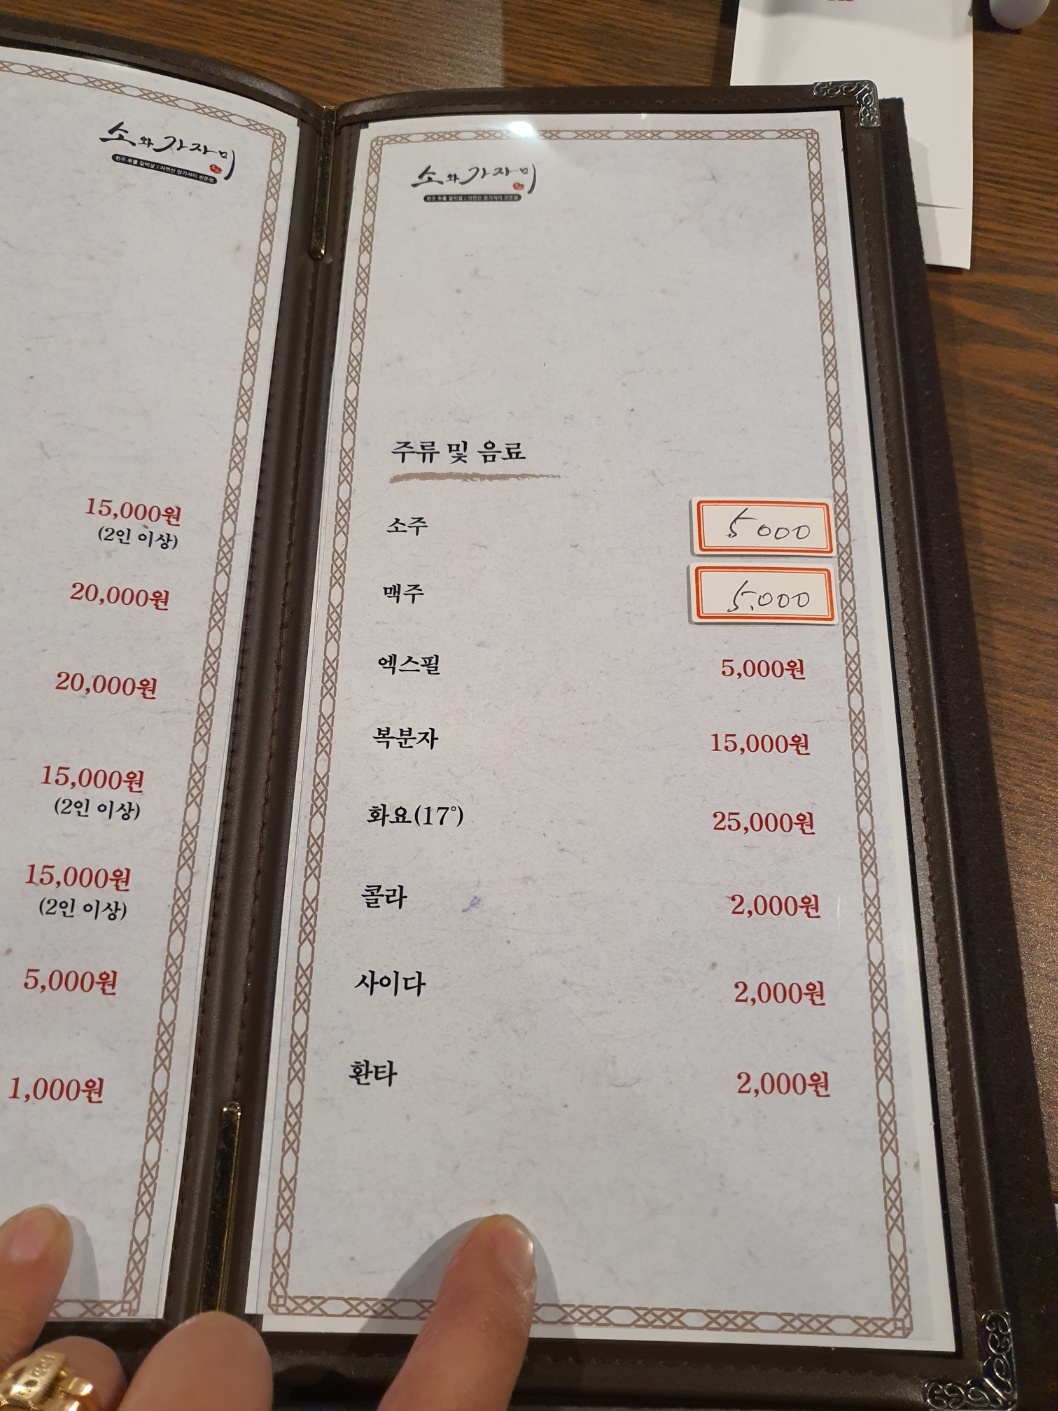 소와가자미
15,000원
(2인 이상)
20,000원
20,000원
15,000원
(2인 이상)
15,000원
(2인 이상)
5,000원
1,000원
소와가자미
주류 및 음료
소주 5000
맥주 5,000
엑스필 5,000원
복분자 15,000원
화요(17°) 25,000원
콜라 2,000원
사이다 2,000원
환타 2,000원